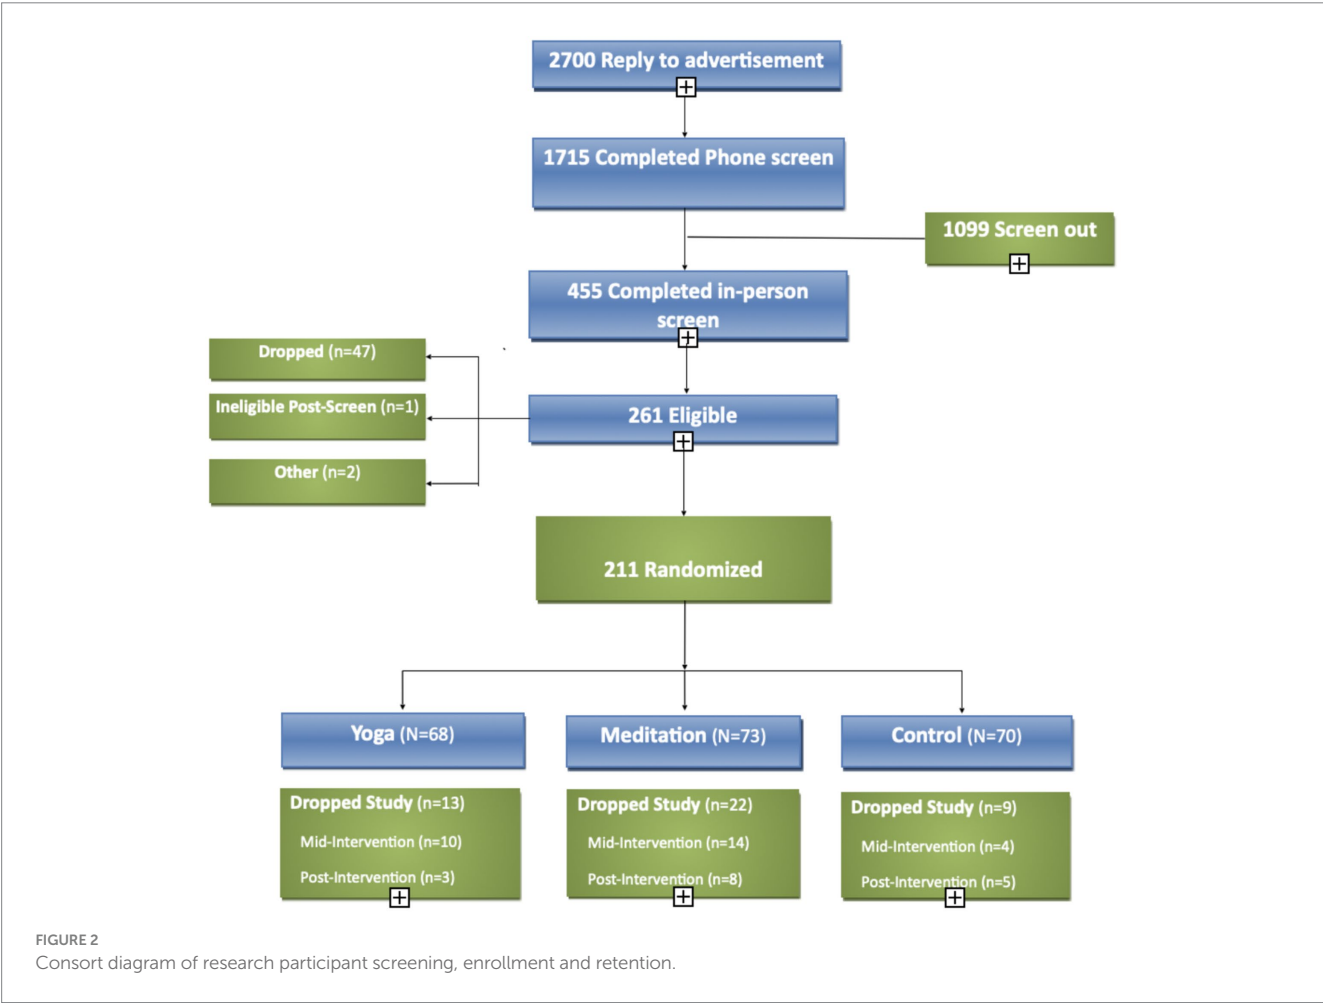 2700 Reply to advertisement
1715 Completed Phone screen
1099 Screen out
455 Completed in-person
screen
Dropped (n=47)
Ineligible Post-Screen (n=1)
Other (n=2)
261 Eligible
211 Randomized
Yoga (N=68)
Meditation (N=73)
Control (N=70)
Dropped Study (n=13)
Mid-Intervention (n=10)
Post-Intervention (n=3)
Dropped Study (n=22)
Mid-Intervention (n=14)
Post-Intervention (n=8)
Dropped Study (n=9)
Mid-Intervention (n=4)
Post-Intervention (n=5)
FIGURE 2
Consort diagram of research participant screening, enrollment and retention.